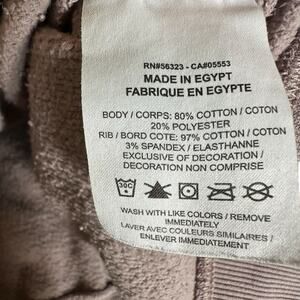 RN#56323 - CA#05553
MADE IN EGYPT
FABRIQUE EN EGYPTE
BODY / CORPS: 80% COTTON / COTON
20% POLYESTER
RIB / BORD COTE: 97% COTTON / COTON
3% SPANDEX / ELASTHANNE
EXCLUSIVE OF DECORATION /
DECORATION NON COMPRISE
30C
WASH WITH LIKE COLORS / REMOVE
IMMEDIATELY
LAVER AVEC COULEURS SIMILAIRES /
ENLEVER IMMEDIATEMENT